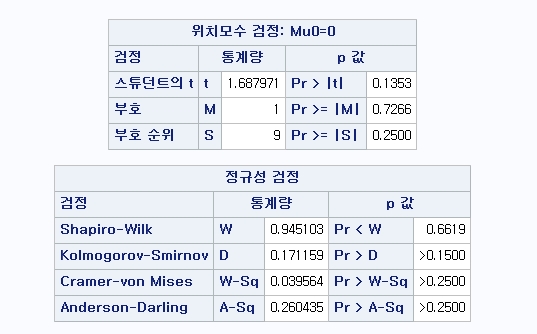 위치모수 검정: Mu0=0
검정 통계량 p 값
스튜던트의 t t 1.687971 Pr > |t| 0.1353
부호 M 1 Pr >= |M| 0.7266
부호 순위 S 9 Pr >= |S| 0.2500
정규성 검정
검정 통계량 p 값
Shapiro-Wilk W 0.945103 Pr < W 0.6619
Kolmogorov-Smirnov D 0.171159 Pr > D >0.1500
Cramer-von Mises W-Sq 0.039564 Pr > W-Sq >0.2500
Anderson-Darling A-Sq 0.260435 Pr > A-Sq >0.2500